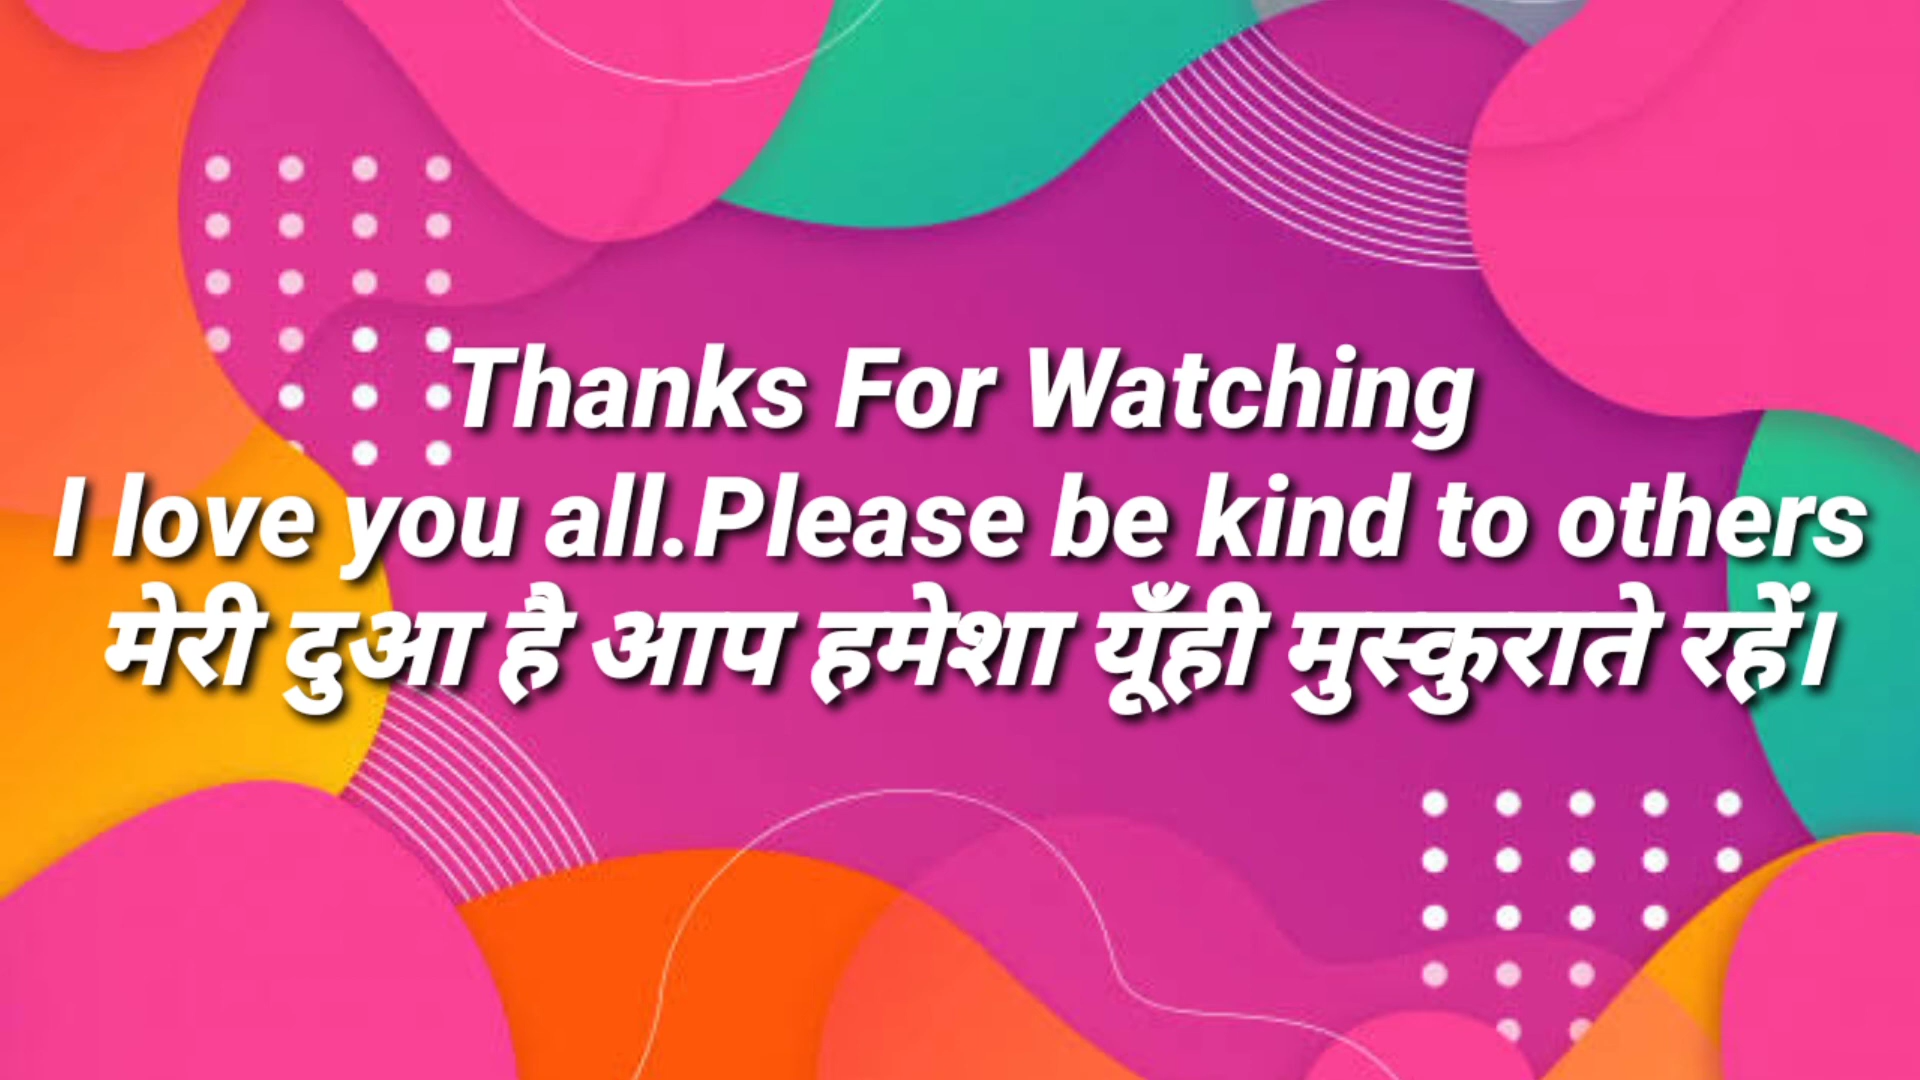 Thanks For Watching
I love you all.Please be kind to others
मेरी दुआ है आप हमेशा यूँही मुस्कुराते रहें।